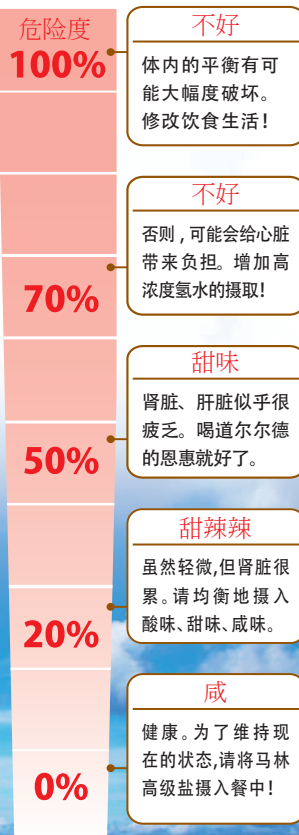 危险度
100%
不好
体内的平衡有可
能大幅度破坏。
修改饮食生活!
不好
否则,可能会给心脏
带来负担。增加高
浓度氢水的摄取!
70%
甜味
肾脏、肝脏似乎很
疲乏。喝道尔尔德
的恩惠就好了。
50%
甜辣辣
虽然轻微,但肾脏很
累。请均衡地摄入
酸味、甜味、咸味。
20%
咸
健康。为了维持现
在的状态,请将马林
高级盐摄入餐中!
0%